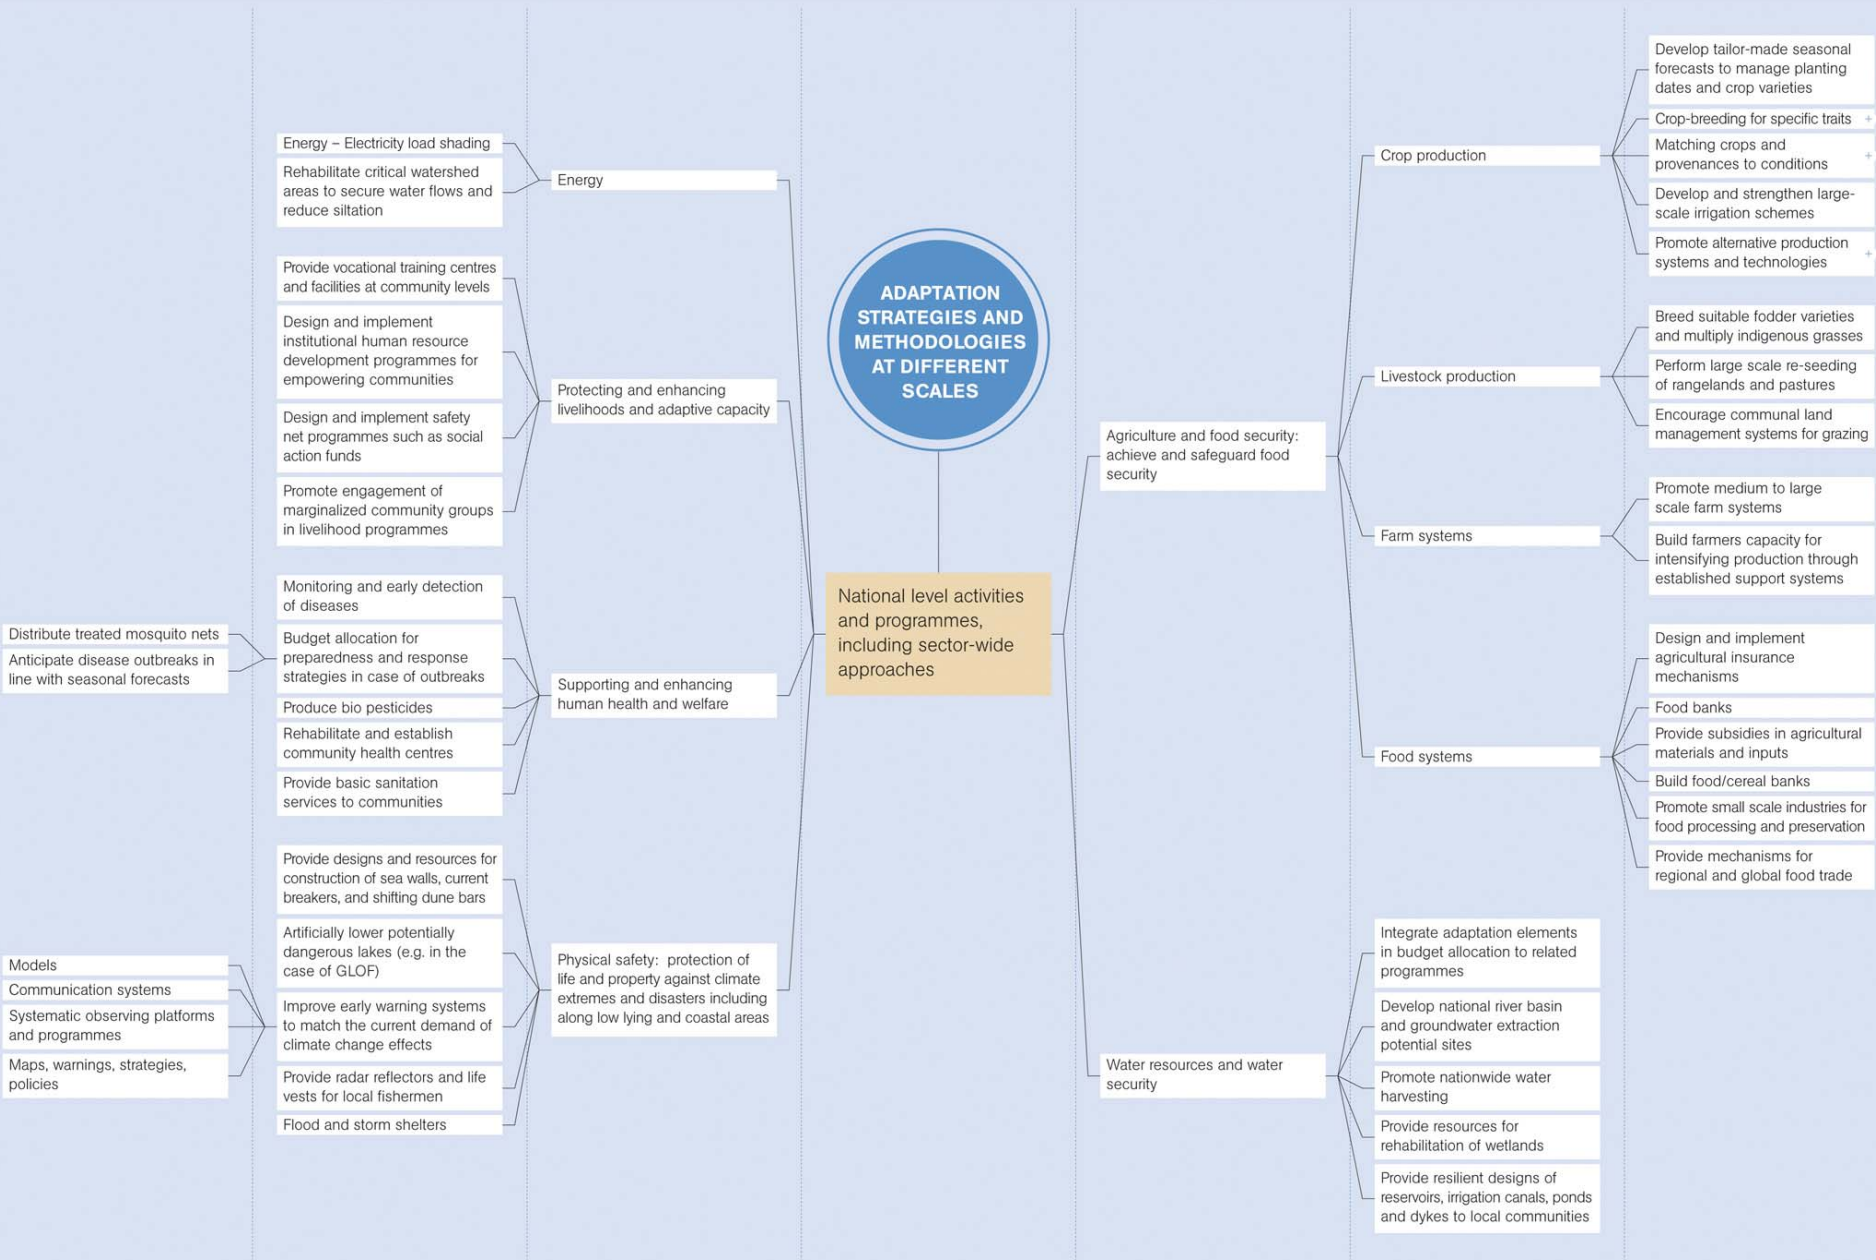 ADAPTATION
STRATEGIES AND
METHODOLOGIES
AT DIFFERENT
SCALES
National level activities
and programmes,
including sector-wide
approaches
Energy
Energy – Electricity load shading
Rehabilitate critical watershed
areas to secure water flows and
reduce siltation
Protecting and enhancing
livelihoods and adaptive capacity
Provide vocational training centres
and facilities at community levels
Design and implement
institutional human resource
development programmes for
empowering communities
Design and implement safety
net programmes such as social
action funds
Promote engagement of
marginalized community groups
in livelihood programmes
Supporting and enhancing
human health and welfare
Monitoring and early detection
of diseases
Budget allocation for
preparedness and response
strategies in case of outbreaks
Distribute treated mosquito nets
Anticipate disease outbreaks in
line with seasonal forecasts
Produce bio pesticides
Rehabilitate and establish
community health centres
Provide basic sanitation
services to communities
Physical safety: protection of
life and property against climate
extremes and disasters including
along low lying and coastal areas
Provide designs and resources for
construction of sea walls, current
breakers, and shifting dune bars
Artificially lower potentially
dangerous lakes (e.g. in the
case of GLOF)
Improve early warning systems
to match the current demand of
climate change effects
Models
Communication systems
Systematic observing platforms
and programmes
Maps, warnings, strategies,
policies
Provide radar reflectors and life
vests for local fishermen
Flood and storm shelters
Agriculture and food security:
achieve and safeguard food
security
Crop production
Develop tailor-made seasonal
forecasts to manage planting
dates and crop varieties
Crop-breeding for specific traits +
Matching crops and
provenances to conditions +
Develop and strengthen large-
scale irrigation schemes
Promote alternative production
systems and technologies +
Livestock production
Breed suitable fodder varieties
and multiply indigenous grasses
Perform large scale re-seeding
of rangelands and pastures
Encourage communal land
management systems for grazing
Farm systems
Promote medium to large
scale farm systems
Build farmers capacity for
intensifying production through
established support systems
Food systems
Design and implement
agricultural insurance
mechanisms
Food banks
Provide subsidies in agricultural
materials and inputs
Build food/cereal banks
Promote small scale industries for
food processing and preservation
Provide mechanisms for
regional and global food trade
Water resources and water
security
Integrate adaptation elements
in budget allocation to related
programmes
Develop national river basin
and groundwater extraction
potential sites
Promote nationwide water
harvesting
Provide resources for
rehabilitation of wetlands
Provide resilient designs of
reservoirs, irrigation canals, ponds
and dykes to local communities